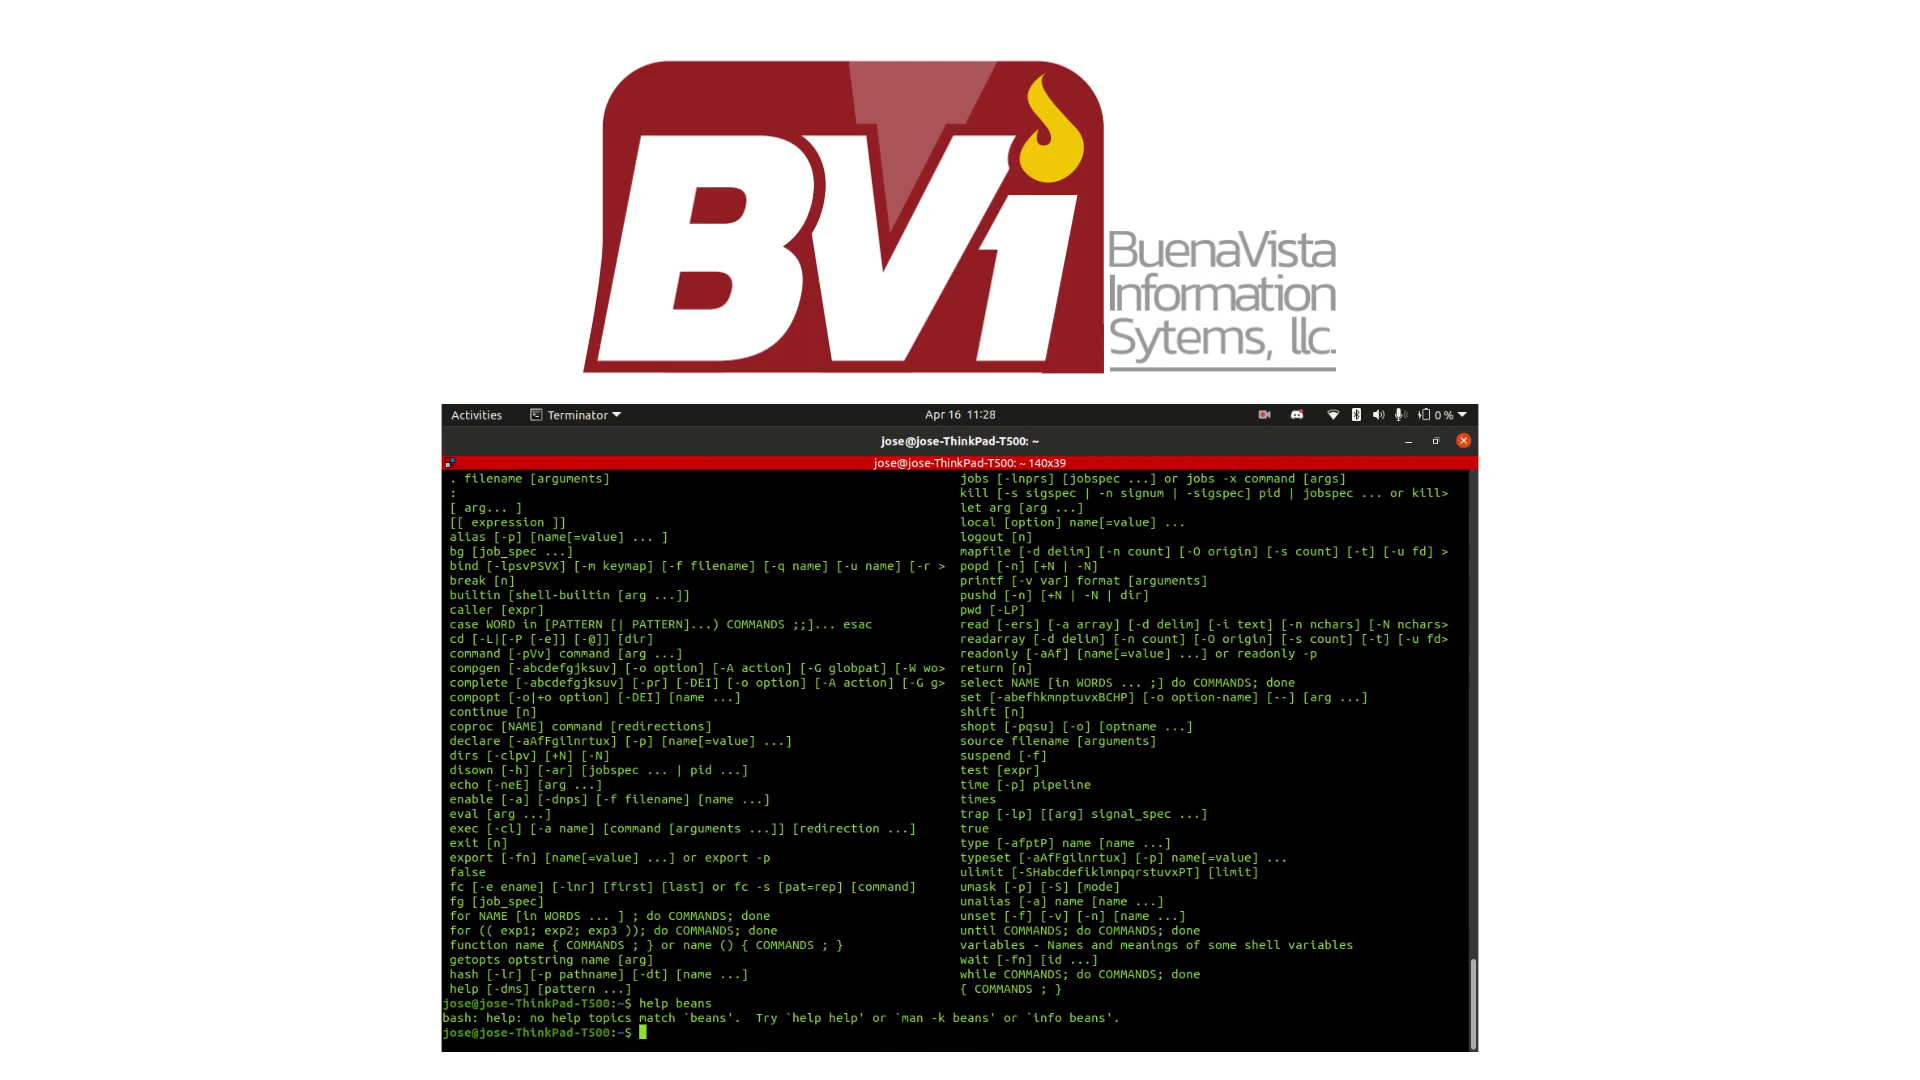 BVi
BuenaVista
Information
Sytems, llc.
Activities Terminator Apr 16 11:28 0 %
jose@jose-ThinkPad-T500: ~
jose@jose-ThinkPad-T500: ~ 140x39
. filename [arguments]
:
[ arg... ]
[[ expression ]]
alias [-p] [name[=value] ... ]
bg [job_spec ...]
bind [-lpsvPSVX] [-m keymap] [-f filename] [-q name] [-u name] [-r >
break [n]
builtin [shell-builtin [arg ...]]
caller [expr]
case WORD in [PATTERN [| PATTERN]...) COMMANDS ;;]... esac
cd [-L|[-P [-e]] [-@]] [dir]
command [-pVv] command [arg ...]
compgen [-abcdefgjksuv] [-o option] [-A action] [-G globpat] [-W wo>
complete [-abcdefgjksuv] [-pr] [-DEI] [-o option] [-A action] [-G g>
compopt [-o|+o option] [-DEI] [name ...]
continue [n]
coproc [NAME] command [redirections]
declare [-aAfFgilnrtux] [-p] [name[=value] ...]
dirs [-clpv] [+N] [-N]
disown [-h] [-ar] [jobspec ... | pid ...]
echo [-neE] [arg ...]
enable [-a] [-dnps] [-f filename] [name ...]
eval [arg ...]
exec [-cl] [-a name] [command [arguments ...]] [redirection ...]
exit [n]
export [-fn] [name[=value] ...] or export -p
false
fc [-e ename] [-lnr] [first] [last] or fc -s [pat=rep] [command]
fg [job_spec]
for NAME [in WORDS ... ] ; do COMMANDS; done
for (( exp1; exp2; exp3 )); do COMMANDS; done
function name { COMMANDS ; } or name () { COMMANDS ; }
getopts optstring name [arg]
hash [-lr] [-p pathname] [-dt] [name ...]
help [-dms] [pattern ...]
jobs [-lnprs] [jobspec ...] or jobs -x command [args]
kill [-s sigspec | -n signum | -sigspec] pid | jobspec ... or kill>
let arg [arg ...]
local [option] name[=value] ...
logout [n]
mapfile [-d delim] [-n count] [-O origin] [-s count] [-t] [-u fd] >
popd [-n] [+N | -N]
printf [-v var] format [arguments]
pushd [-n] [+N | -N | dir]
pwd [-LP]
read [-ers] [-a array] [-d delim] [-i text] [-n nchars] [-N nchars>
readarray [-d delim] [-n count] [-O origin] [-s count] [-t] [-u fd>
readonly [-aAf] [name[=value] ...] or readonly -p
return [n]
select NAME [in WORDS ... ;] do COMMANDS; done
set [-abefhkmnptuvxBCHP] [-o option-name] [--] [arg ...]
shift [n]
shopt [-pqsu] [-o] [optname ...]
source filename [arguments]
suspend [-f]
test [expr]
time [-p] pipeline
times
trap [-lp] [[arg] signal_spec ...]
true
type [-afptP] name [name ...]
typeset [-aAfFgilnrtux] [-p] name[=value] ...
ulimit [-SHabcdefiklmnpqrstuvxPT] [limit]
umask [-p] [-S] [mode]
unalias [-a] name [name ...]
unset [-f] [-v] [-n] [name ...]
until COMMANDS; do COMMANDS; done
variables - Names and meanings of some shell variables
wait [-fn] [id ...]
while COMMANDS; do COMMANDS; done
{ COMMANDS ; }
jose@jose-ThinkPad-T500:~$ help beans
bash: help: no help topics match `beans'.  Try `help help' or `man -k beans' or `info beans'.
jose@jose-ThinkPad-T500:~$